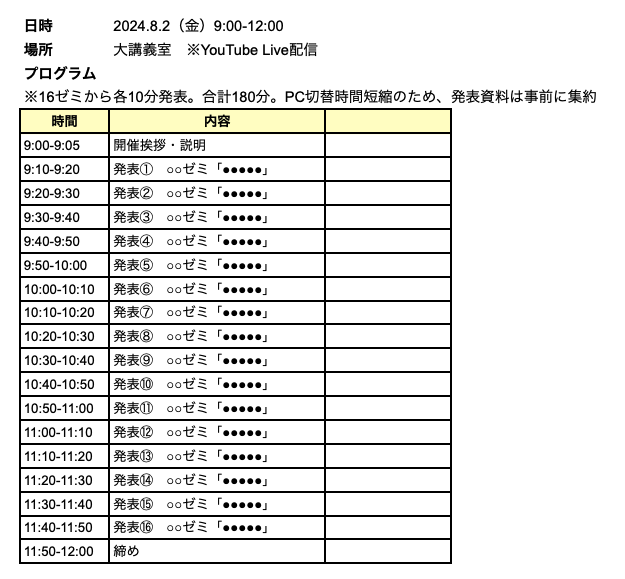 日時 2024.8.2（金）9:00-12:00
場所 大講義室　※YouTube Live配信
プログラム
※16ゼミから各10分発表。合計180分。PC切替時間短縮のため、発表資料は事前に集約
時間 内容
9:00-9:05 開催挨拶・説明
9:10-9:20 発表①　○○ゼミ「●●●●●」
9:20-9:30 発表②　○○ゼミ「●●●●●」
9:30-9:40 発表③　○○ゼミ「●●●●●」
9:40-9:50 発表④　○○ゼミ「●●●●●」
9:50-10:00 発表⑤　○○ゼミ「●●●●●」
10:00-10:10 発表⑥　○○ゼミ「●●●●●」
10:10-10:20 発表⑦　○○ゼミ「●●●●●」
10:20-10:30 発表⑧　○○ゼミ「●●●●●」
10:30-10:40 発表⑨　○○ゼミ「●●●●●」
10:40-10:50 発表⑩　○○ゼミ「●●●●●」
10:50-11:00 発表⑪　○○ゼミ「●●●●●」
11:00-11:10 発表⑫　○○ゼミ「●●●●●」
11:10-11:20 発表⑬　○○ゼミ「●●●●●」
11:20-11:30 発表⑭　○○ゼミ「●●●●●」
11:30-11:40 発表⑮　○○ゼミ「●●●●●」
11:40-11:50 発表⑯　○○ゼミ「●●●●●」
11:50-12:00 締め